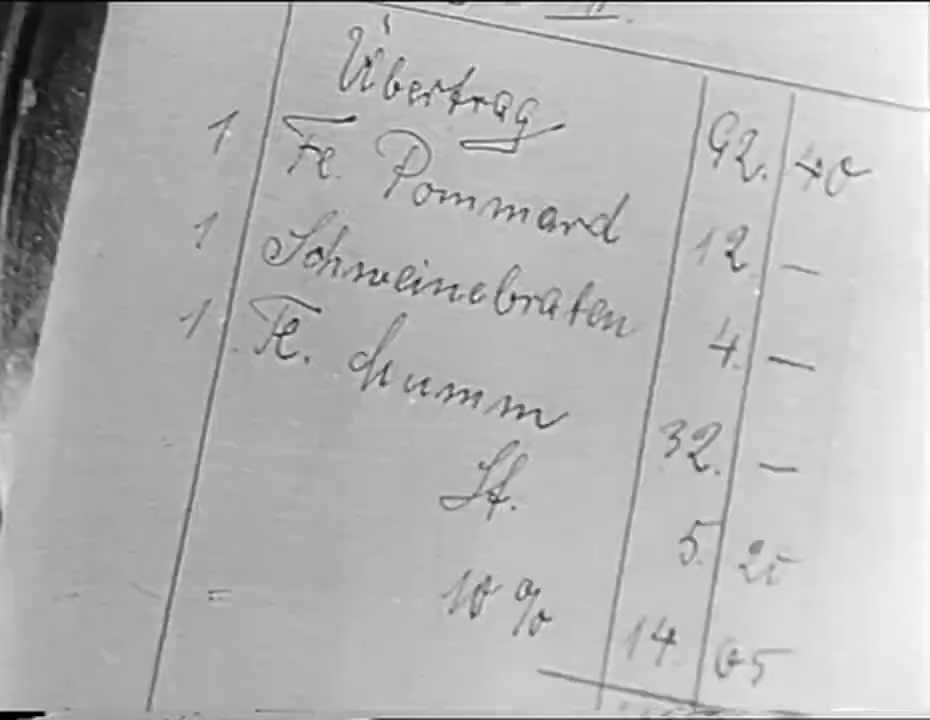 Übertrag 92. 40
1 Fl. Pommard 12. —
1 Schweinebraten 4. —
1 Fl. Mumm 32. —
St. 5. 20
10 % 14. 05